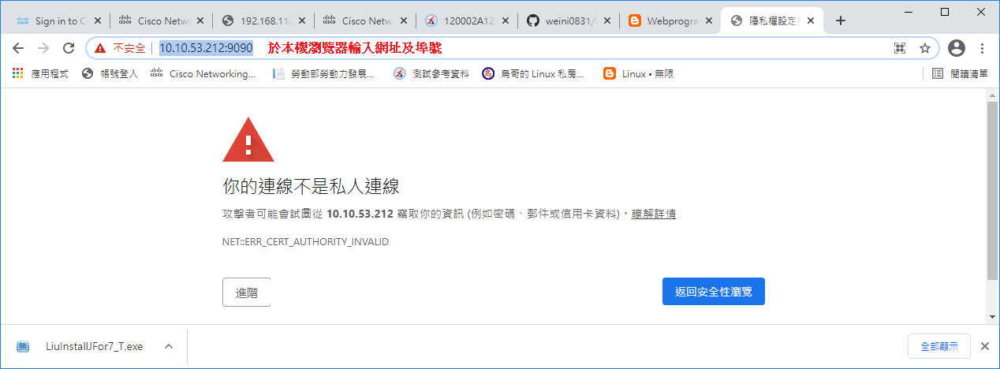 Sign in to C
Cisco Netw
192.168.112
Cisco Netw
120002A12
weini0831/
Webprogra
隱私權設定
不安全
10.10.53.212:9090
於本機瀏覽器輸入網址及埠號
應用程式
帳號登入
Cisco Networking...
勞動部勞動力發展...
測試參考資料
鳥哥的 Linux 私房...
Linux • 無限
閱讀清單
你的連線不是私人連線
攻擊者可能會試圖從 10.10.53.212 竊取你的資訊 (例如密碼、郵件或信用卡資料)。瞭解詳情
NET::ERR_CERT_AUTHORITY_INVALID
進階
返回安全性瀏覽
無
LiuInstallJFor7_T.exe
全部顯示